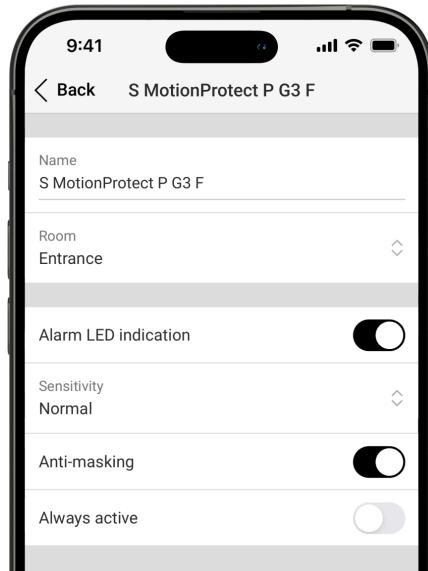 9:41
Back S MotionProtect P G3 F
Name
S MotionProtect P G3 F
Room
Entrance
Alarm LED indication
Sensitivity
Normal
Anti-masking
Always active